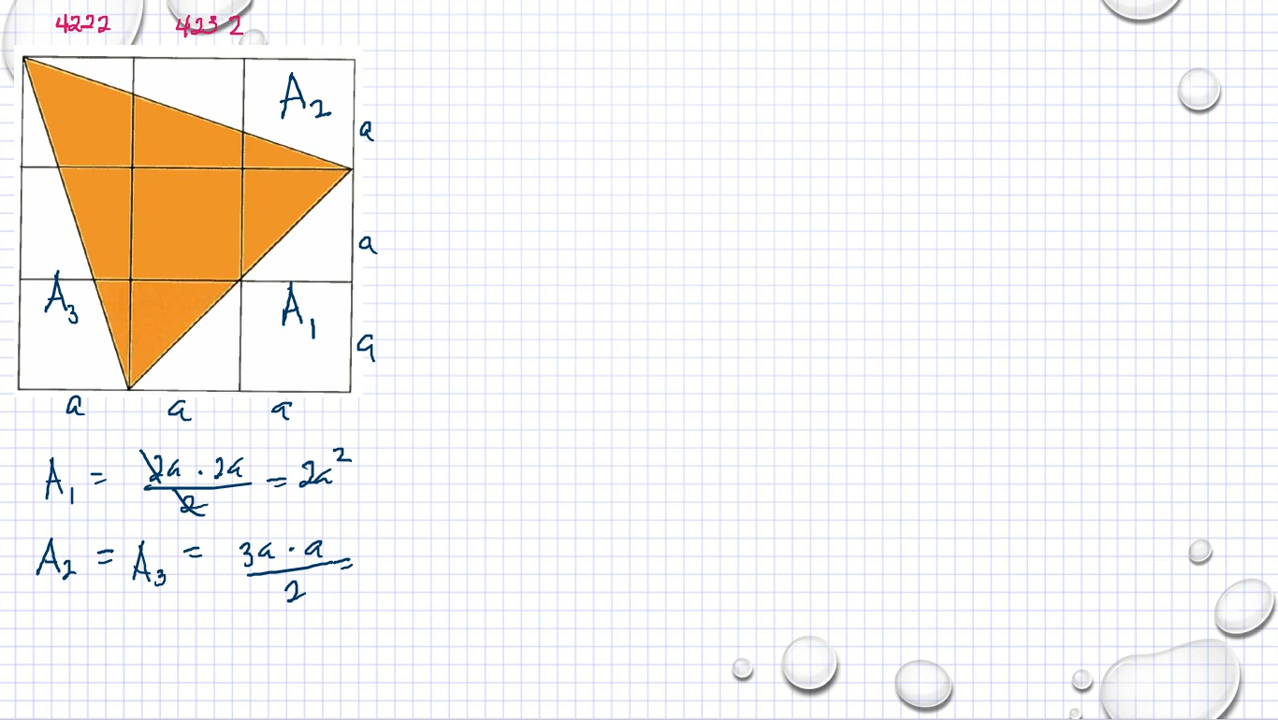 4222 4232
A₂
a
a
A₃ A₁
a
a a a
A₁ = 2a · 2a / 2 = 2a²
A₂ = A₃ = 3a · a / 2 =